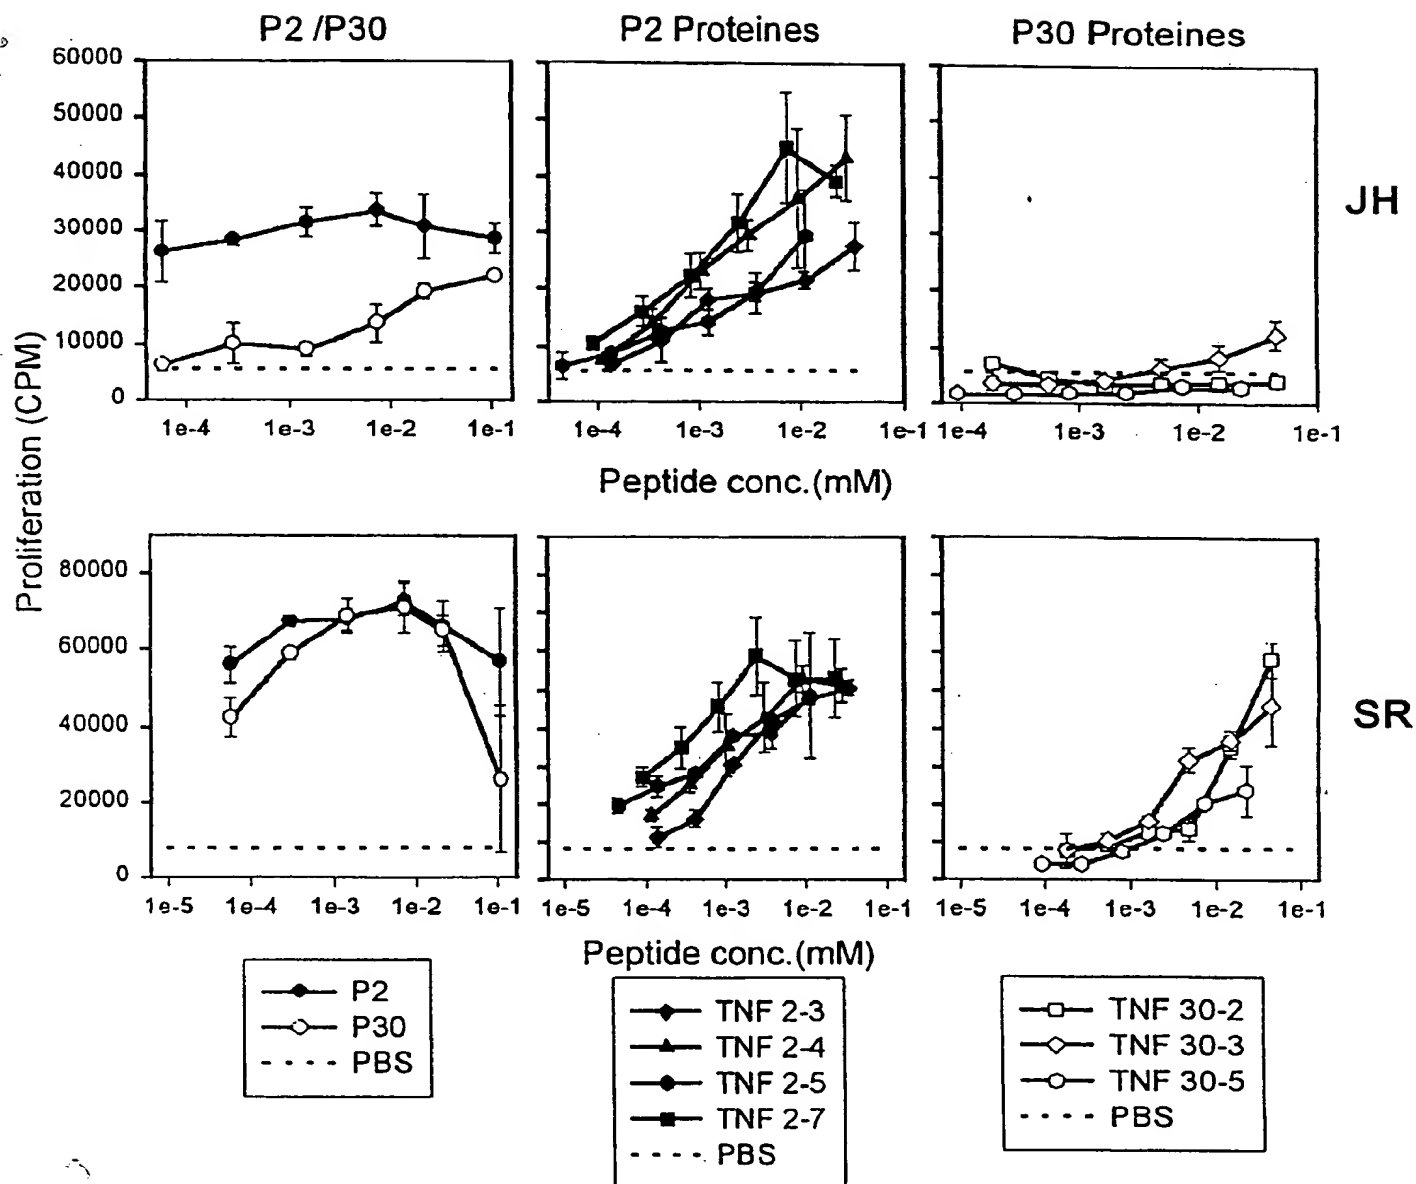 P2 /P30
P2 Proteines
P30 Proteines
Proliferation (CPM)
60000
50000
40000
30000
20000
10000
0
JH
1e-4 1e-3 1e-2 1e-1
1e-4 1e-3 1e-2 1e-1
1e-4 1e-3 1e-2 1e-1
Peptide conc.(mM)
80000
60000
40000
20000
0
SR
1e-5 1e-4 1e-3 1e-2 1e-1
1e-5 1e-4 1e-3 1e-2 1e-1
1e-5 1e-4 1e-3 1e-2 1e-1
Peptide conc.(mM)
P2
P30
PBS
TNF 2-3
TNF 2-4
TNF 2-5
TNF 2-7
PBS
TNF 30-2
TNF 30-3
TNF 30-5
PBS